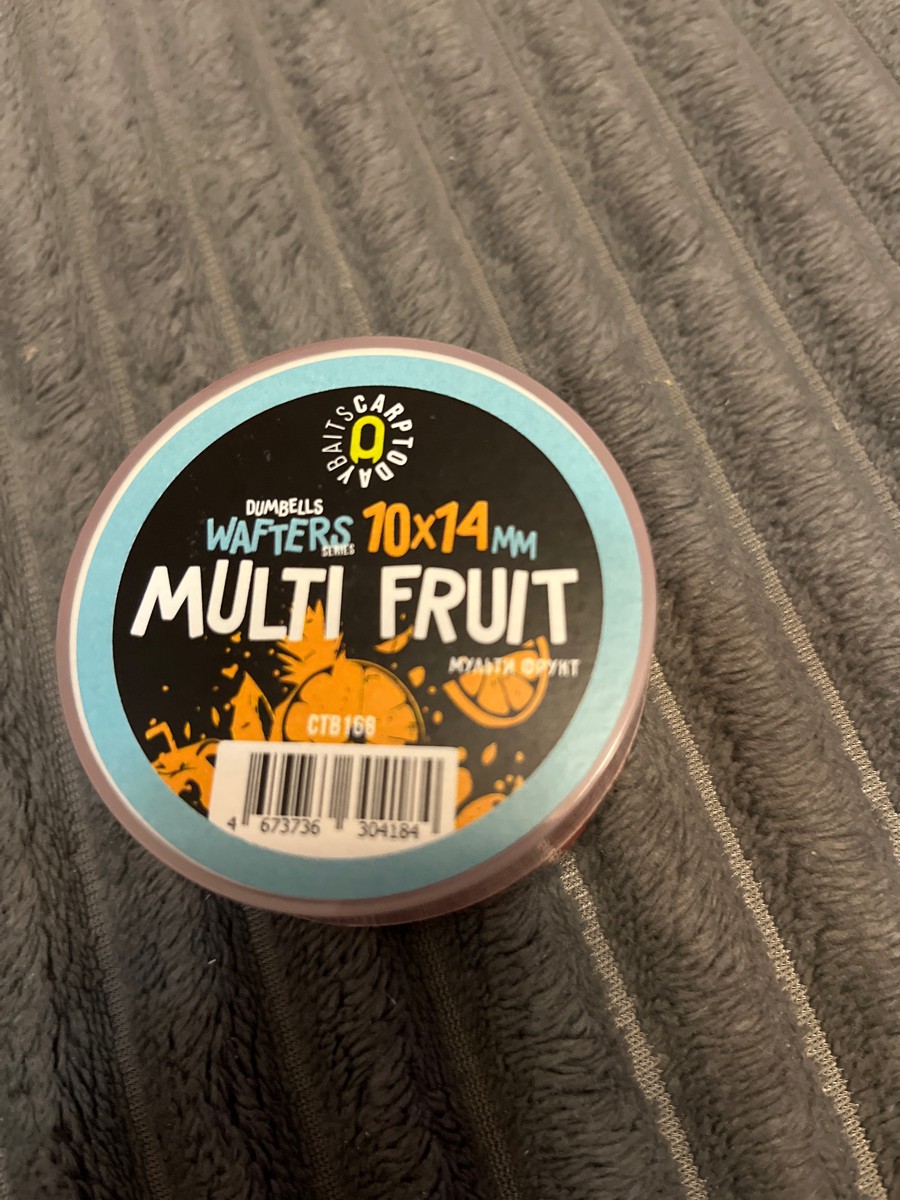 CARPTODAYBAITS
DUMBELLS
WAFTERS 10x14 MM
SERIES
MULTI FRUIT
МУЛЬТИ ФРУКТ
CTB168
4 673736 304184